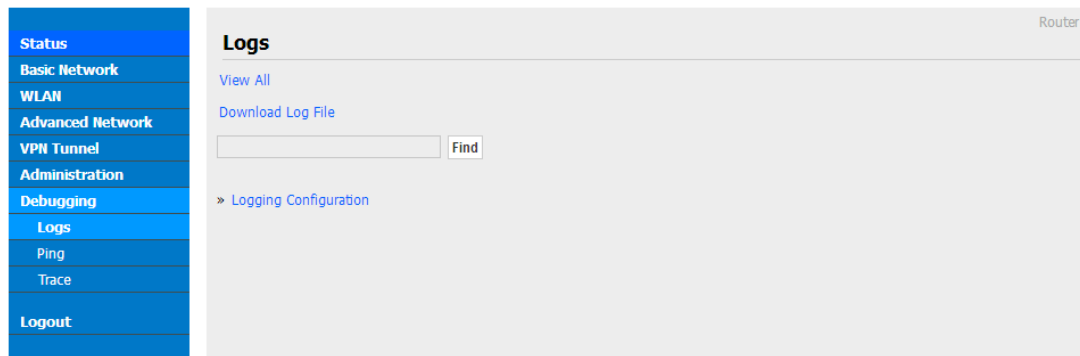 Router
Status
Basic Network
WLAN
Advanced Network
VPN Tunnel
Administration
Debugging
Logs
Ping
Trace
Logout
Logs
View All
Download Log File
Find
» Logging Configuration